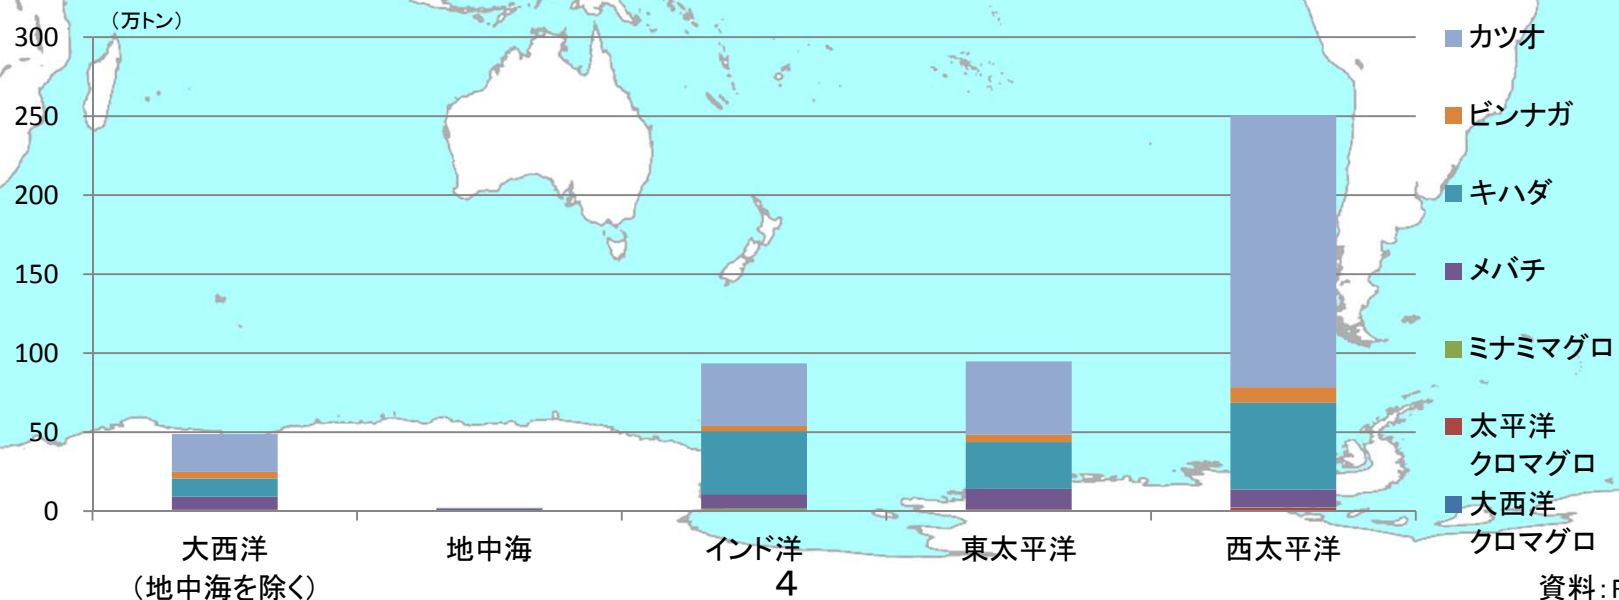 （万トン）
300
250
200
150
100
50
0
大西洋
（地中海を除く）
地中海
インド洋
東太平洋
西太平洋
カツオ
ビンナガ
キハダ
メバチ
ミナミマグロ
太平洋
クロマグロ
大西洋
クロマグロ
4
資料：